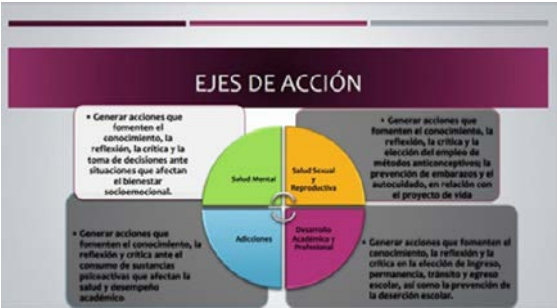 EJES DE ACCIÓN
• Generar acciones que
fomenten el
conocimiento, la
reflexión, la crítica y la
toma de decisiones ante
situaciones que afectan
el bienestar
socioemocional.
• Generar acciones que
fomenten el conocimiento, la
reflexión, la crítica y la
elección del empleo de
métodos anticonceptivos; la
prevención de embarazos y el
autocuidado, en relación con
el proyecto de vida
Salud Mental
Salud Sexual
y
Reproductiva
Adicciones
Desarrollo
Académico y
Profesional
• Generar acciones que
fomenten el conocimiento, la
reflexión y crítica ante el
consumo de sustancias
psicoactivas que afectan la
salud y desempeño
académico
• Generar acciones que fomenten el
conocimiento, la reflexión y la
crítica en la elección de ingreso,
permanencia, tránsito y egreso
escolar, así como la prevención de
la deserción escolar.